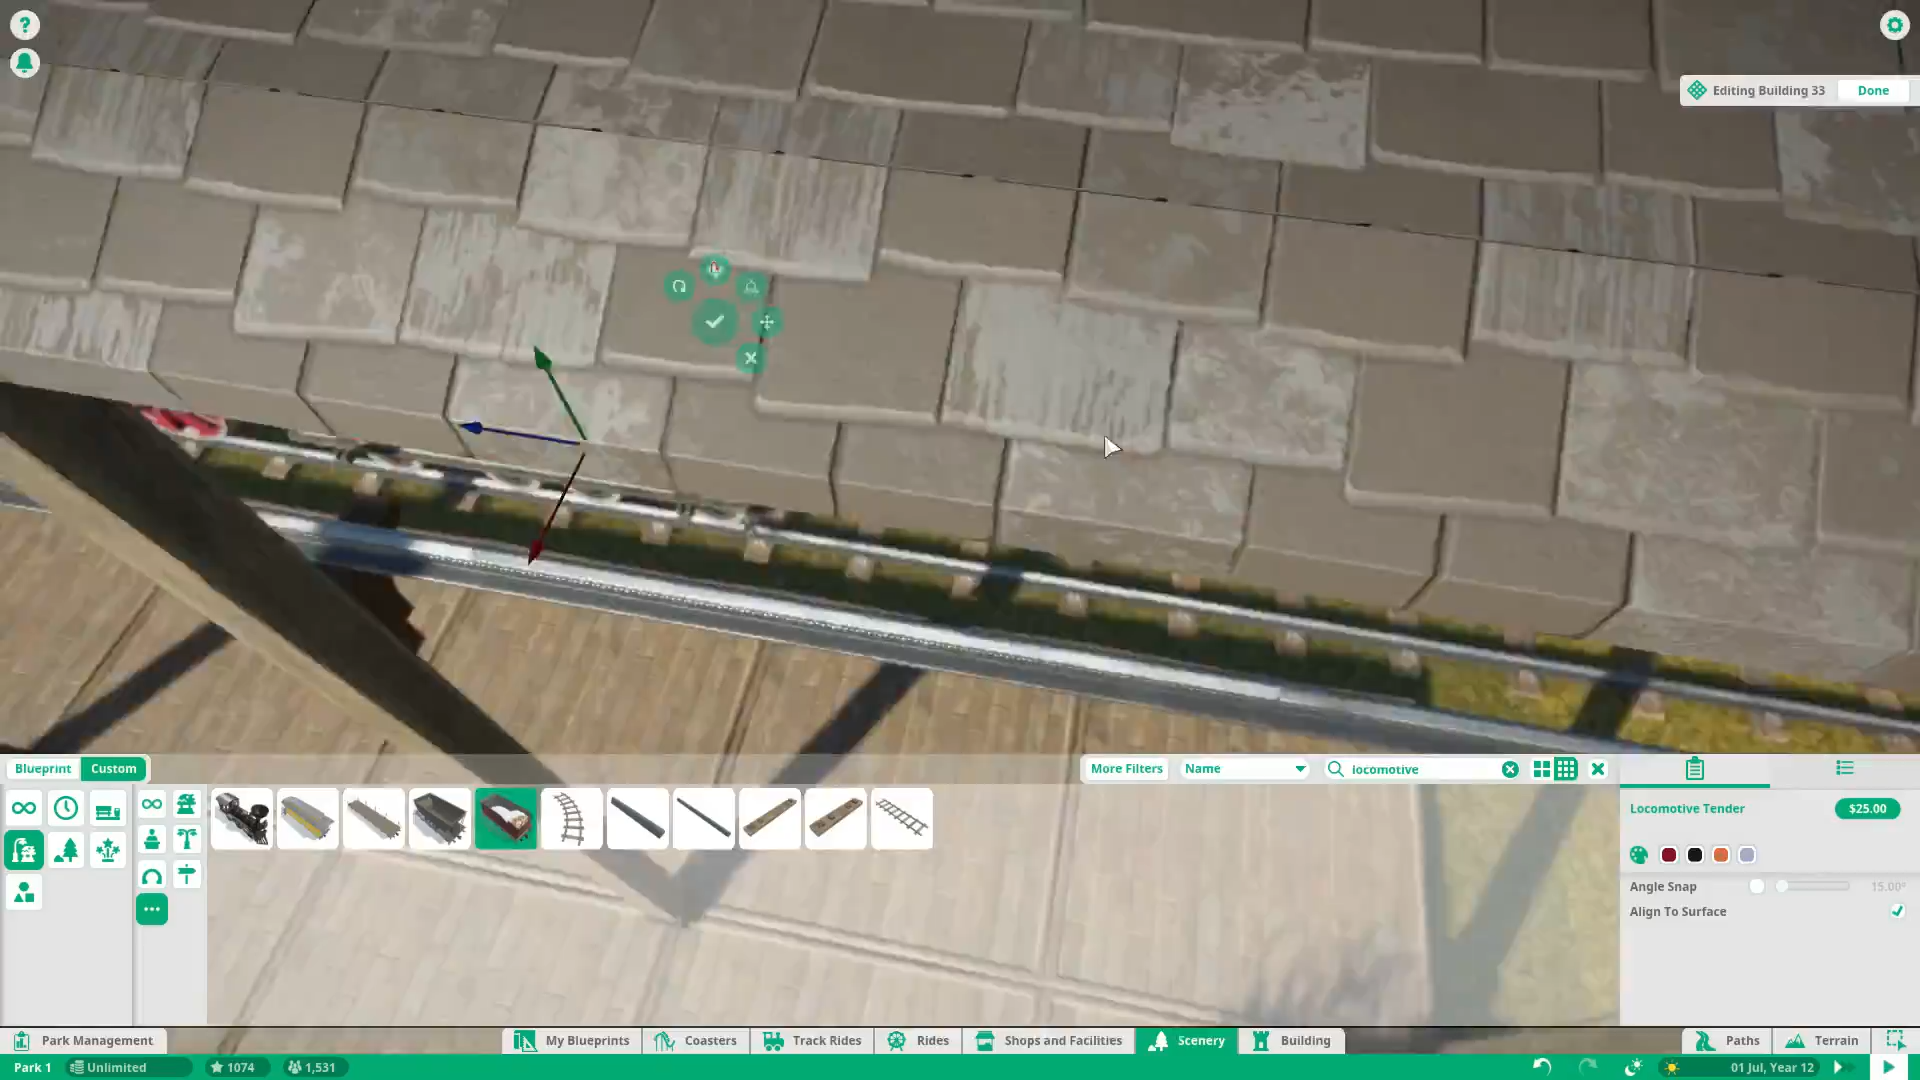 ?
Editing Building 33 Done
Blueprint Custom
More Filters Name locomotive
Locomotive Tender $25.00
Angle Snap 15.00°
Align To Surface
Park Management My Blueprints Coasters Track Rides Rides Shops and Facilities Scenery Building Paths Terrain
Park 1 Unlimited 1074 1,531 01 Jul, Year 12